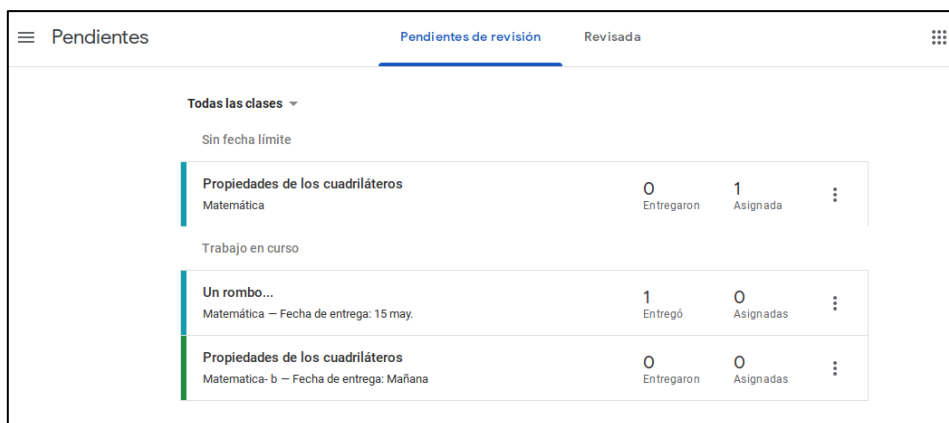 Pendientes
Pendientes de revisión
Revisada
Todas las clases
Sin fecha límite
Propiedades de los cuadriláteros
0 1
Matemática
Entregaron Asignada
Trabajo en curso
Un rombo...
1 0
Matemática — Fecha de entrega: 15 may.
Entregó Asignadas
Propiedades de los cuadriláteros
0 0
Matematica- b — Fecha de entrega: Mañana
Entregaron Asignadas